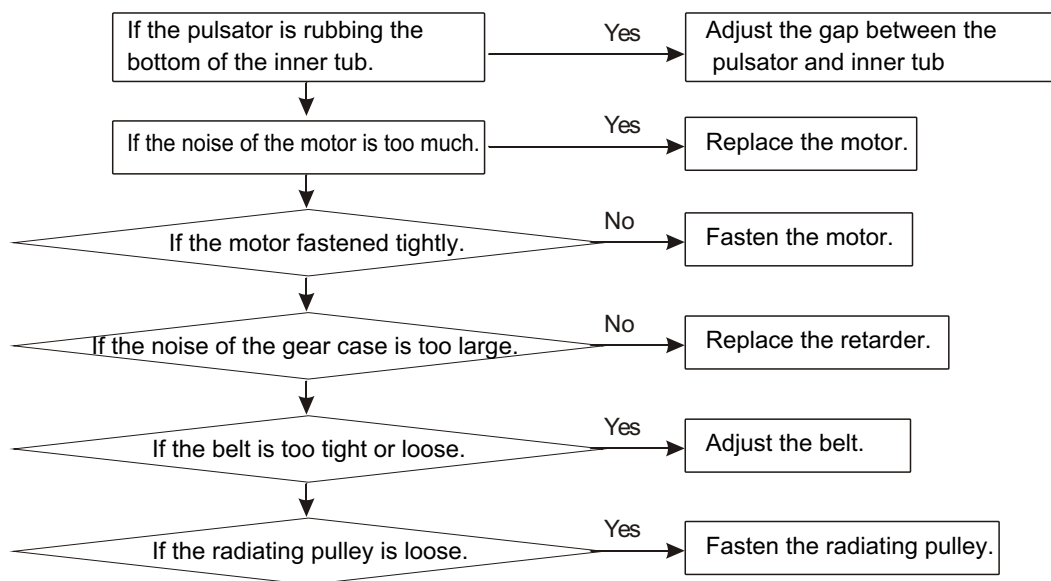 If the pulsator is rubbing the
bottom of the inner tub.
Yes
Adjust the gap between the
pulsator and inner tub
If the noise of the motor is too much.
Yes
Replace the motor.
If the motor fastened tightly.
No
Fasten the motor.
If the noise of the gear case is too large.
No
Replace the retarder.
If the belt is too tight or loose.
Yes
Adjust the belt.
If the radiating pulley is loose.
Yes
Fasten the radiating pulley.